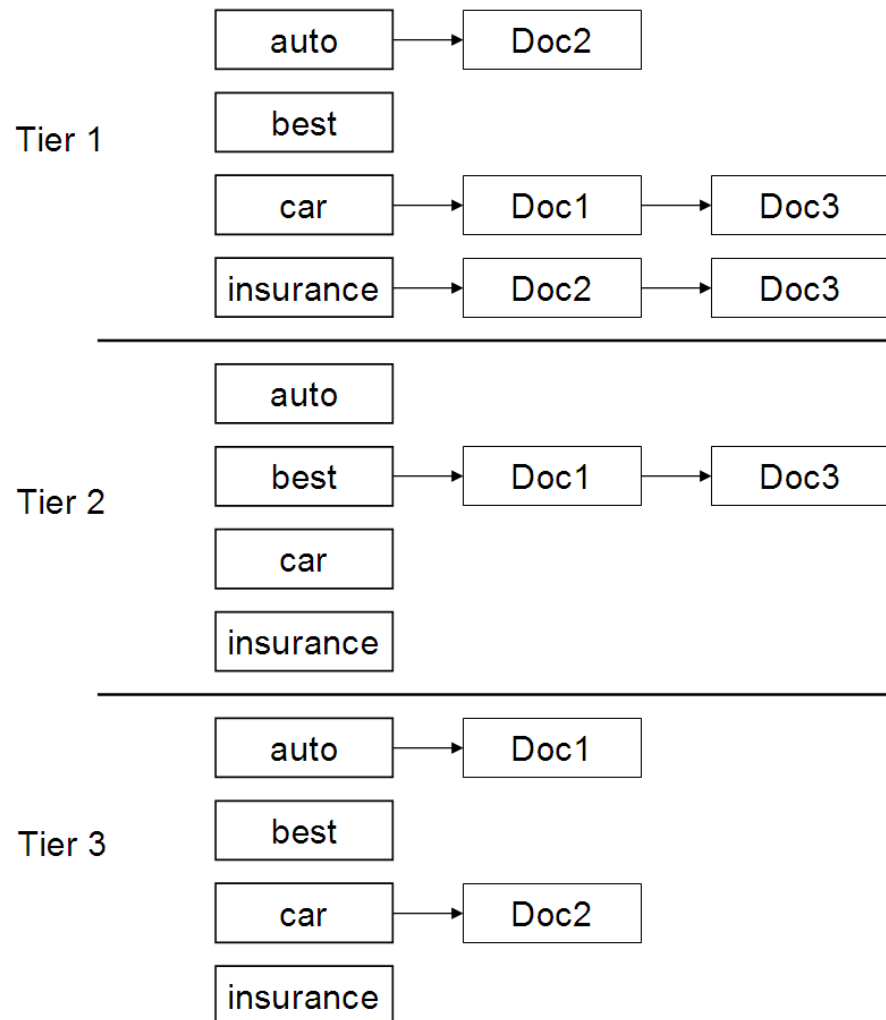 auto Doc2
Tier 1
best
car Doc1 Doc3
insurance Doc2 Doc3
auto
best Doc1 Doc3
Tier 2
car
insurance
auto Doc1
best
Tier 3
car Doc2
insurance